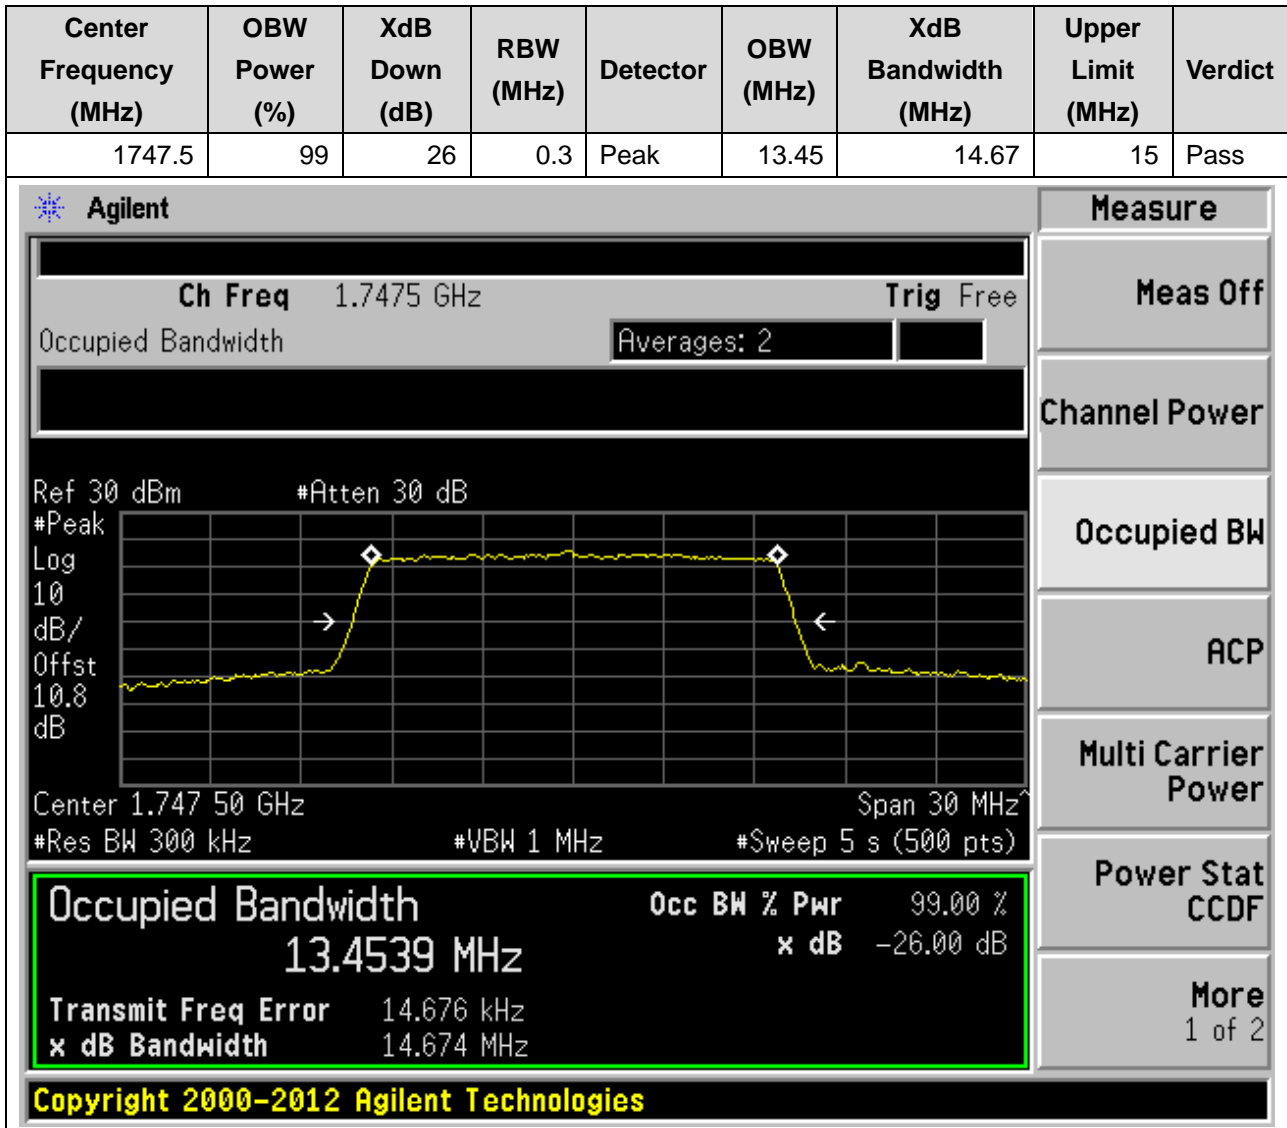 Center Frequency (MHz) OBW Power (%) XdB Down (dB) RBW (MHz) Detector OBW (MHz) XdB Bandwidth (MHz) Upper Limit (MHz) Verdict
1747.5 99 26 0.3 Peak 13.45 14.67 15 Pass
Agilent
Measure
Ch Freq 1.7475 GHz Trig Free
Meas Off
Occupied Bandwidth Averages: 2
Channel Power
Ref 30 dBm #Atten 30 dB
#Peak
Log
10
dB/
Offst
10.8
dB
Occupied BW
ACP
Multi Carrier
Power
Center 1.747 50 GHz Span 30 MHz^
#Res BW 300 kHz #VBW 1 MHz #Sweep 5 s (500 pts)
Power Stat
CCDF
Occupied Bandwidth Occ BW % Pwr 99.00 %
13.4539 MHz x dB -26.00 dB
Transmit Freq Error 14.676 kHz
x dB Bandwidth 14.674 MHz
More
1 of 2
Copyright 2000-2012 Agilent Technologies